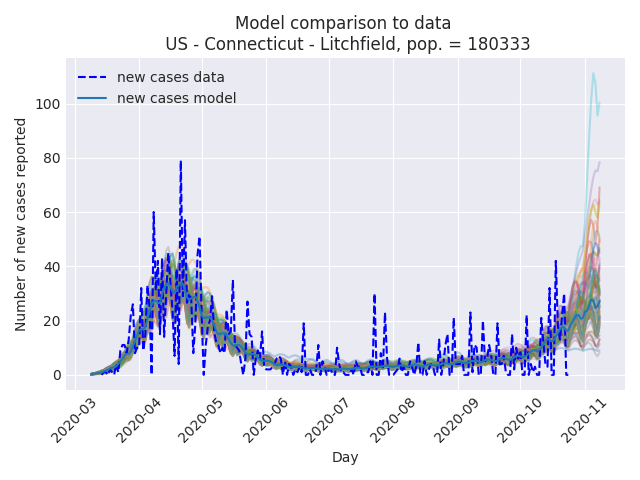 Model comparison to data
US - Connecticut - Litchfield, pop. = 180333
new cases data
new cases model
Number of new cases reported
100
80
60
40
20
0
2020-03
2020-04
2020-05
2020-06
2020-07
2020-08
2020-09
2020-10
2020-11
Day